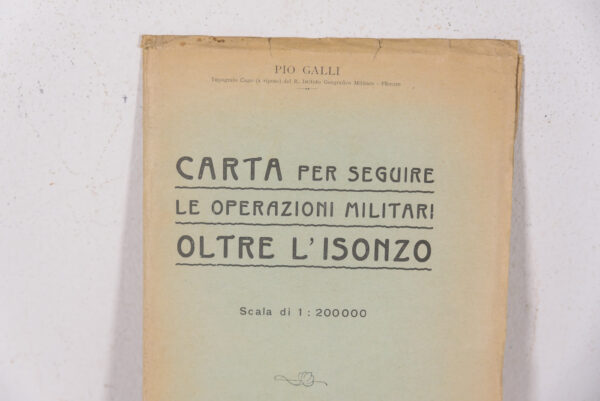 PIO GALLI
Topografo Capo (a riposo) del R. Istituto Geografico Militare - Firenze
CARTA PER SEGUIRE
LE OPERAZIONI MILITARI
OLTRE L'ISONZO
Scala di 1 : 200000